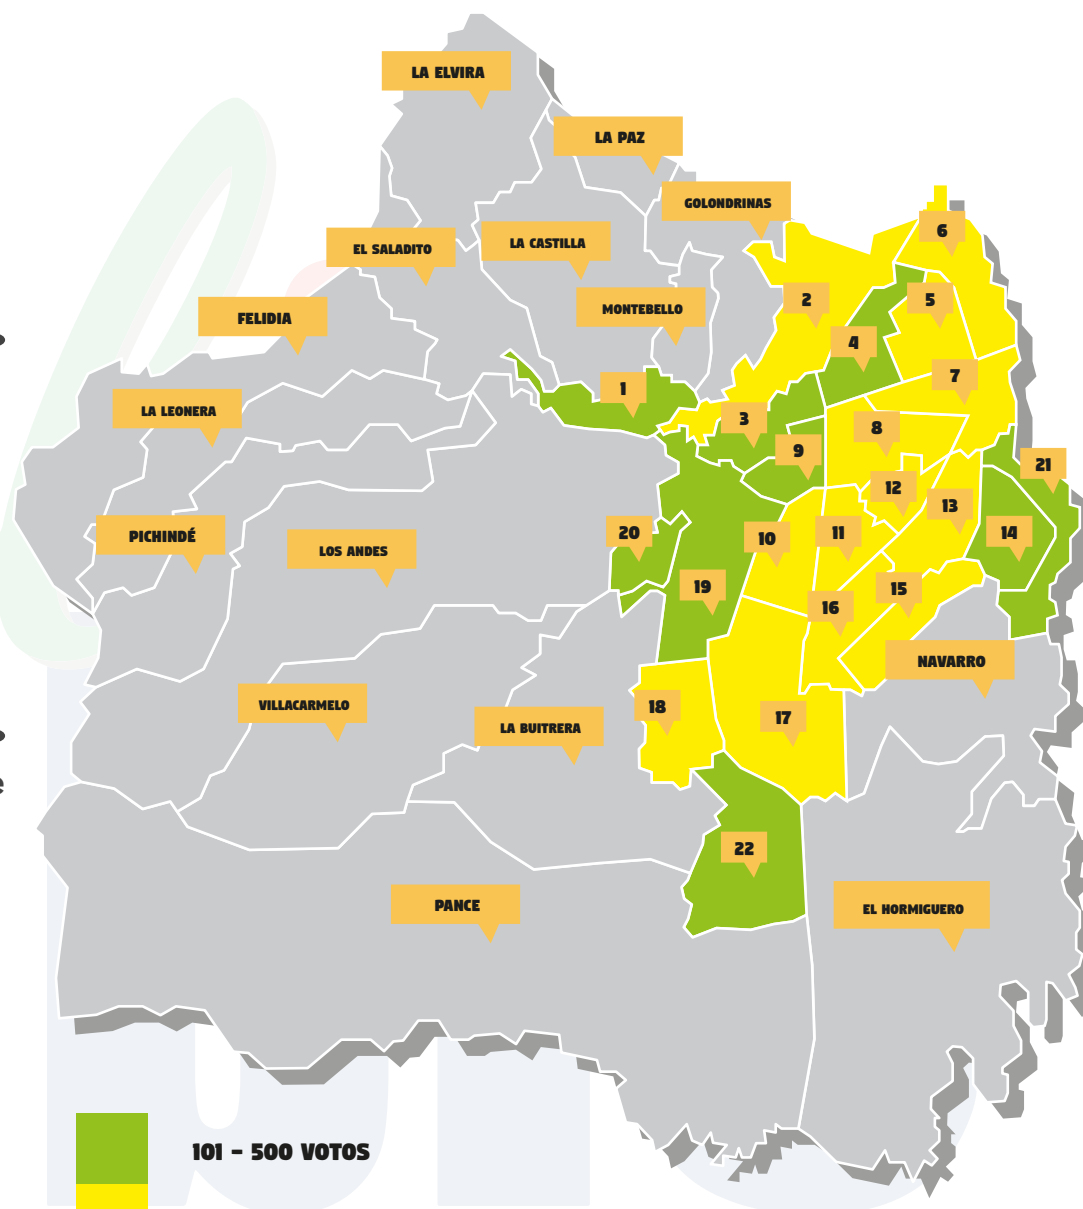 LA ELVIRA
LA PAZ
GOLONDRINAS
6
EL SALADITO
LA CASTILLA
FELIDIA
MONTEBELLO
2
5
4
7
1
LA LEONERA
3
8
9
21
12
13
PICHINDÉ
LOS ANDES
20
10
11
14
19
15
16
NAVARRO
VILLACARMELO
18
17
LA BUITRERA
22
PANCE
EL HORMIGUERO
101 - 500 VOTOS